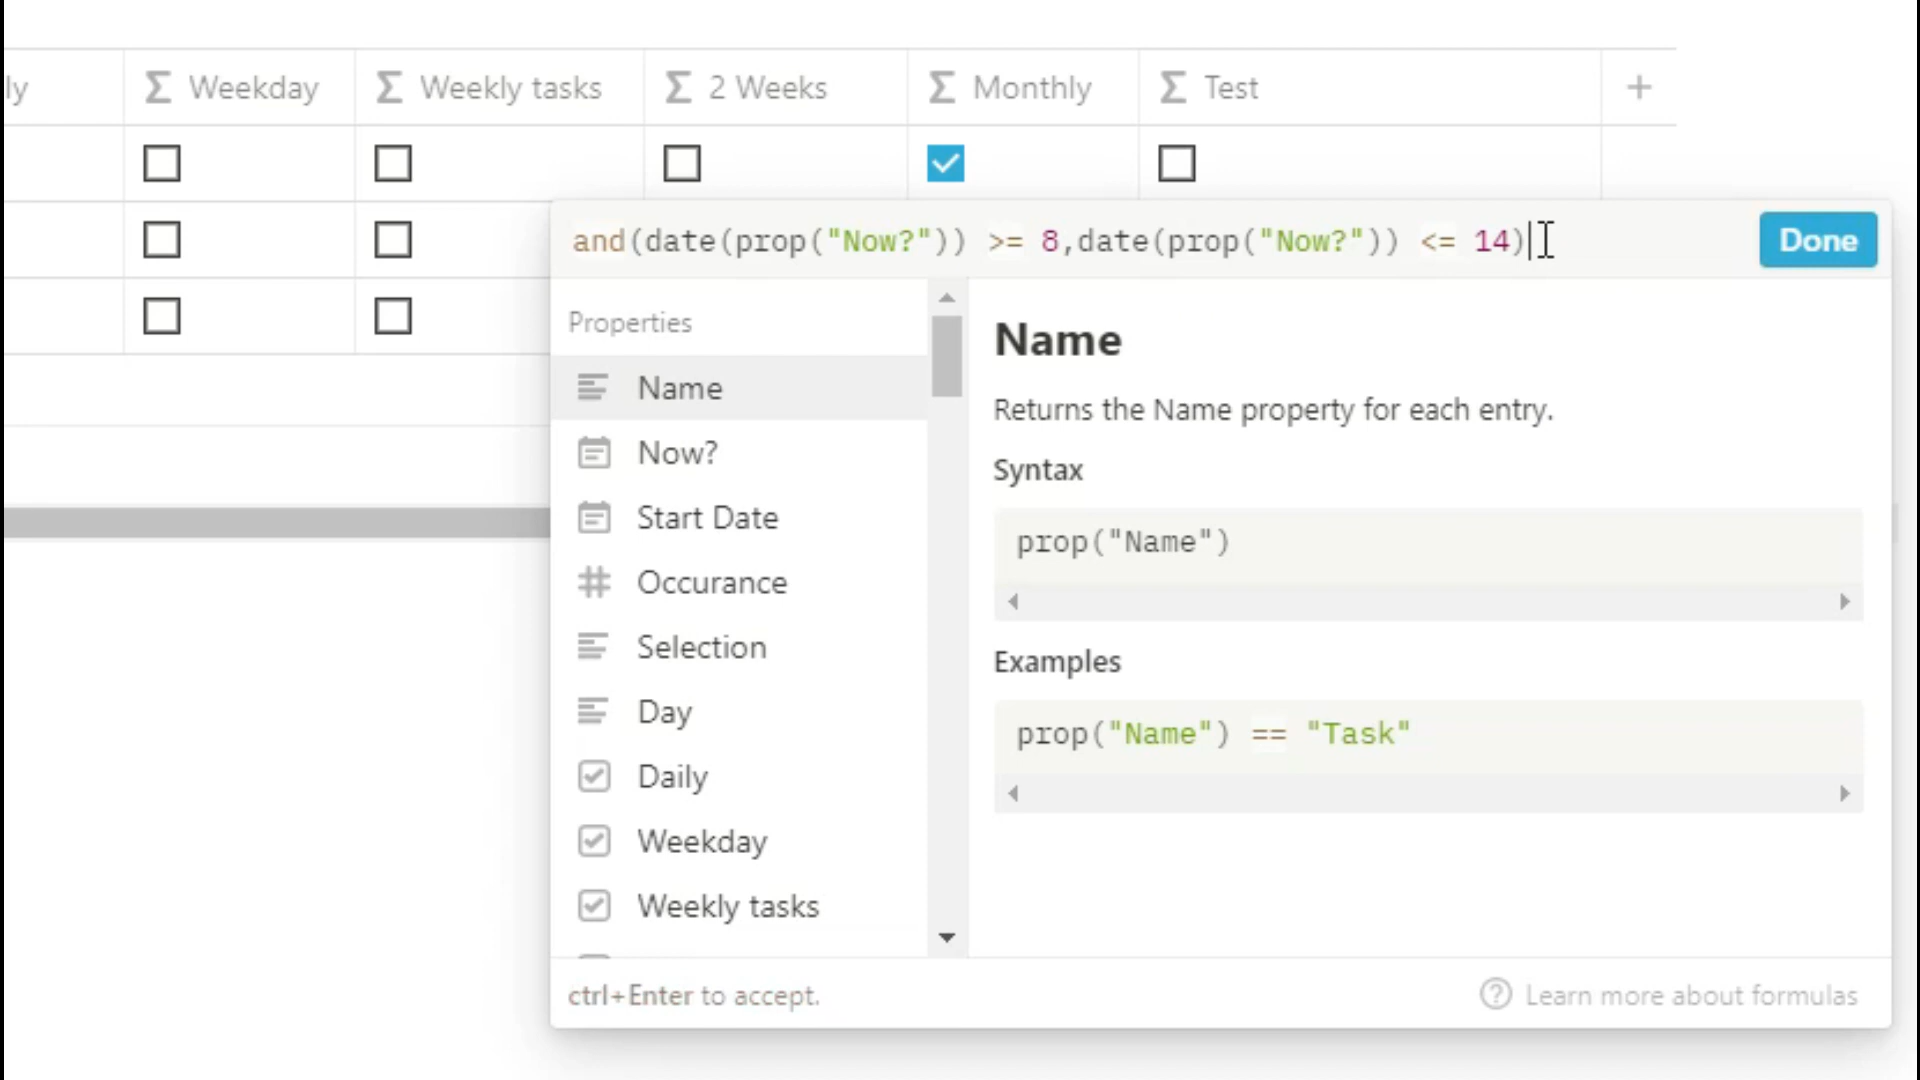 ly Σ Weekday Σ Weekly tasks Σ 2 Weeks Σ Monthly Σ Test +
and(date(prop("Now?")) >= 8,date(prop("Now?")) <= 14)
Done
Properties
Name
Now?
Start Date
Occurance
Selection
Day
Daily
Weekday
Weekly tasks
Name
Returns the Name property for each entry.
Syntax
prop("Name")
Examples
prop("Name") == "Task"
ctrl+Enter to accept.
? Learn more about formulas